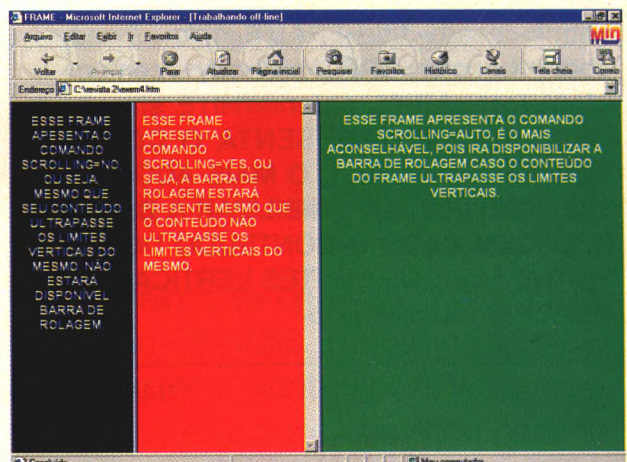 FRAME - Microsoft Internet Explorer - [Trabalhando off-line]
Arquivo Editar Exibir Ir Favoritos Ajuda
Voltar Avançar Parar Atualizar Página inicial Pesquisar Favoritos Histórico Canais Tela cheia Correio
Endereço C:\revista 2\exem4.htm
ESSE FRAME
APESENTA O
COMANDO
SCROLLING=NO,
OU SEJA,
MESMO QUE
SEU CONTEÚDO
ULTRAPASSE
OS LIMITES
VERTICAIS DO
MESMO, NÃO
ESTARÁ
DISPONÍVEL
BARRA DE
ROLAGEM
ESSE FRAME
APRESENTA O
COMANDO
SCROLLING=YES, OU
SEJA, A BARRA DE
ROLAGEM ESTARÁ
PRESENTE MESMO QUE
O CONTEÚDO NÃO
ULTRAPASSE OS
LIMITES VERTICAIS DO
MESMO.
ESSE FRAME APRESENTA O COMANDO
SCROLLING=AUTO, É O MAIS
ACONSELHÁVEL, POIS IRA DISPONIBILIZAR A
BARRA DE ROLAGEM CASO O CONTEÚDO
DO FRAME ULTRAPASSE OS LIMITES
VERTICAIS.
Concluído
Meu computador